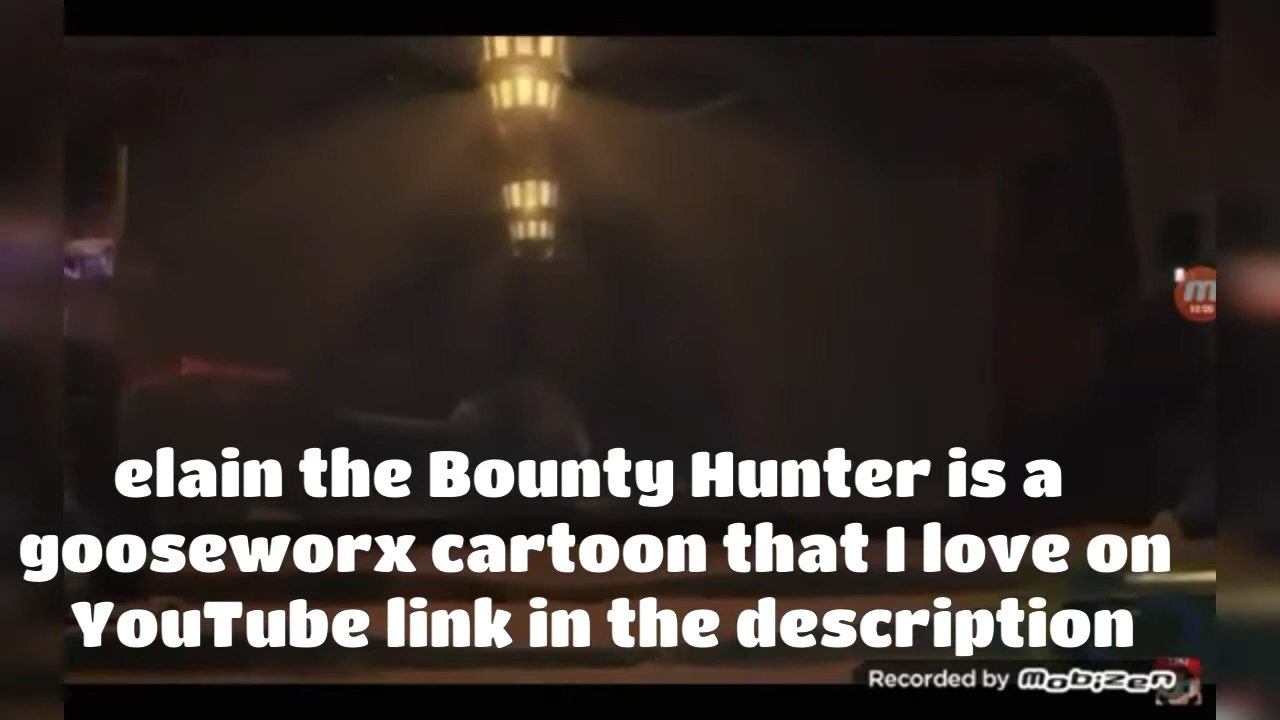 elain the Bounty Hunter is a
gooseworx cartoon that I love on
YouTube link in the description
Recorded by mobizen